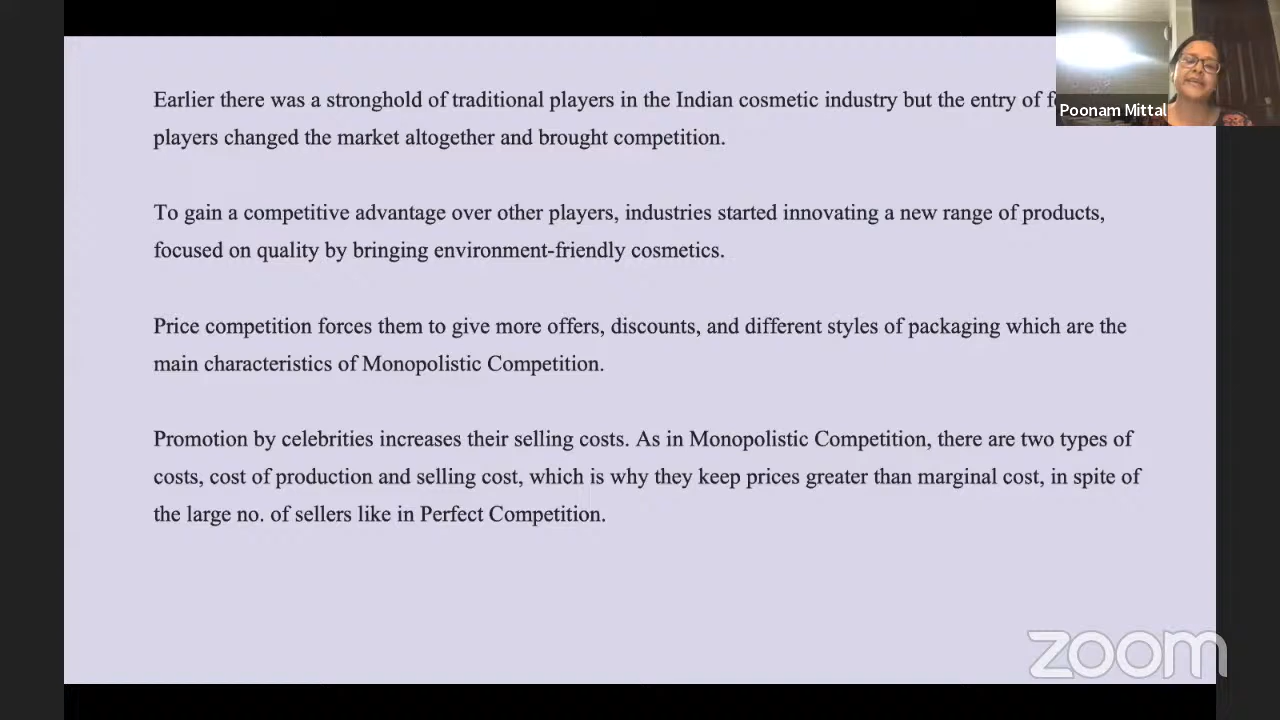 Earlier there was a stronghold of traditional players in the Indian cosmetic industry but the entry of
players changed the market altogether and brought competition.
To gain a competitive advantage over other players, industries started innovating a new range of products,
focused on quality by bringing environment-friendly cosmetics.
Price competition forces them to give more offers, discounts, and different styles of packaging which are the
main characteristics of Monopolistic Competition.
Promotion by celebrities increases their selling costs. As in Monopolistic Competition, there are two types of
costs, cost of production and selling cost, which is why they keep prices greater than marginal cost, in spite of
the large no. of sellers like in Perfect Competition.
Poonam Mittal
zoom